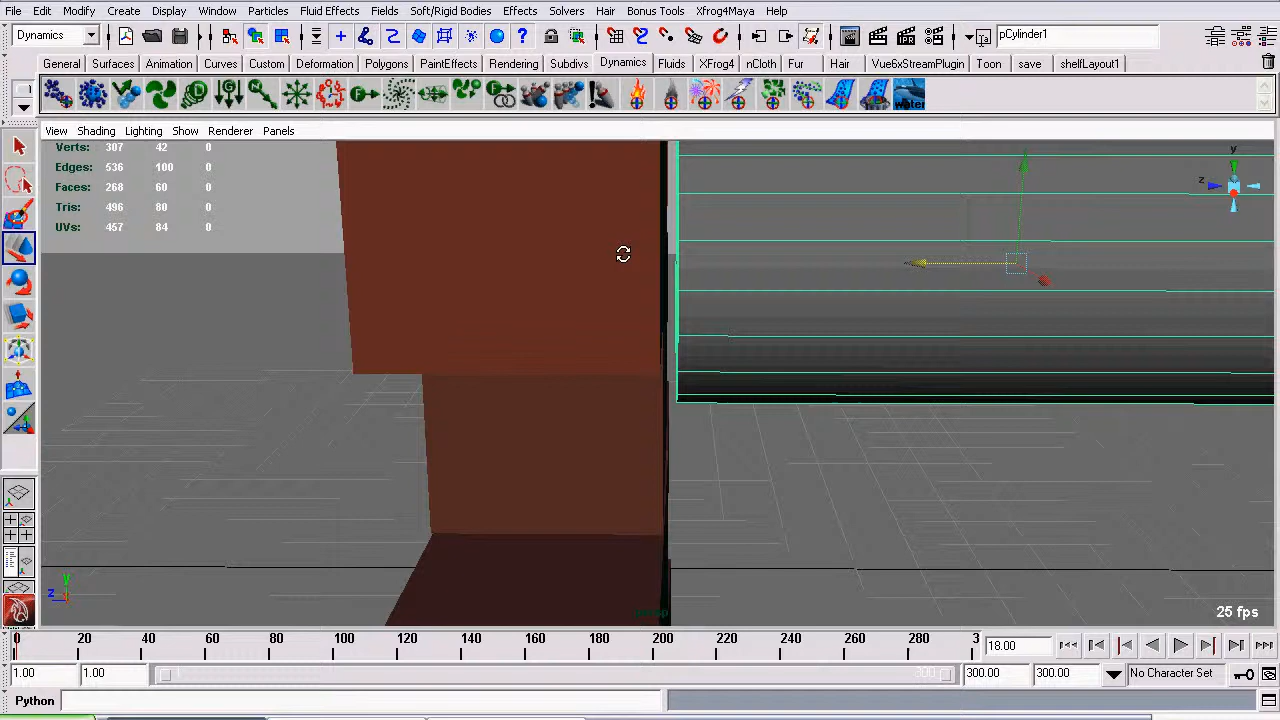 File Edit Modify Create Display Window Particles Fluid Effects Fields Soft/Rigid Bodies Effects Solvers Hair Bonus Tools Xfrog4Maya Help
Dynamics pCylinder1
General Surfaces Animation Curves Custom Deformation Polygons PaintEffects Rendering Subdivs Dynamics Fluids XFrog4 nCloth Fur Hair Vue6xStreamPlugin Toon save shelfLayout1
water
View Shading Lighting Show Renderer Panels
Verts: 307 42 0
Edges: 536 100 0
Faces: 268 60 0
Tris: 496 80 0
UVs: 457 84 0
y
z
y
z
persp
25 fps
0 20 40 60 80 100 120 140 160 180 200 220 240 260 280 3 18.00
1.00 1.00 1 300 300.00 300.00 No Character Set
Python